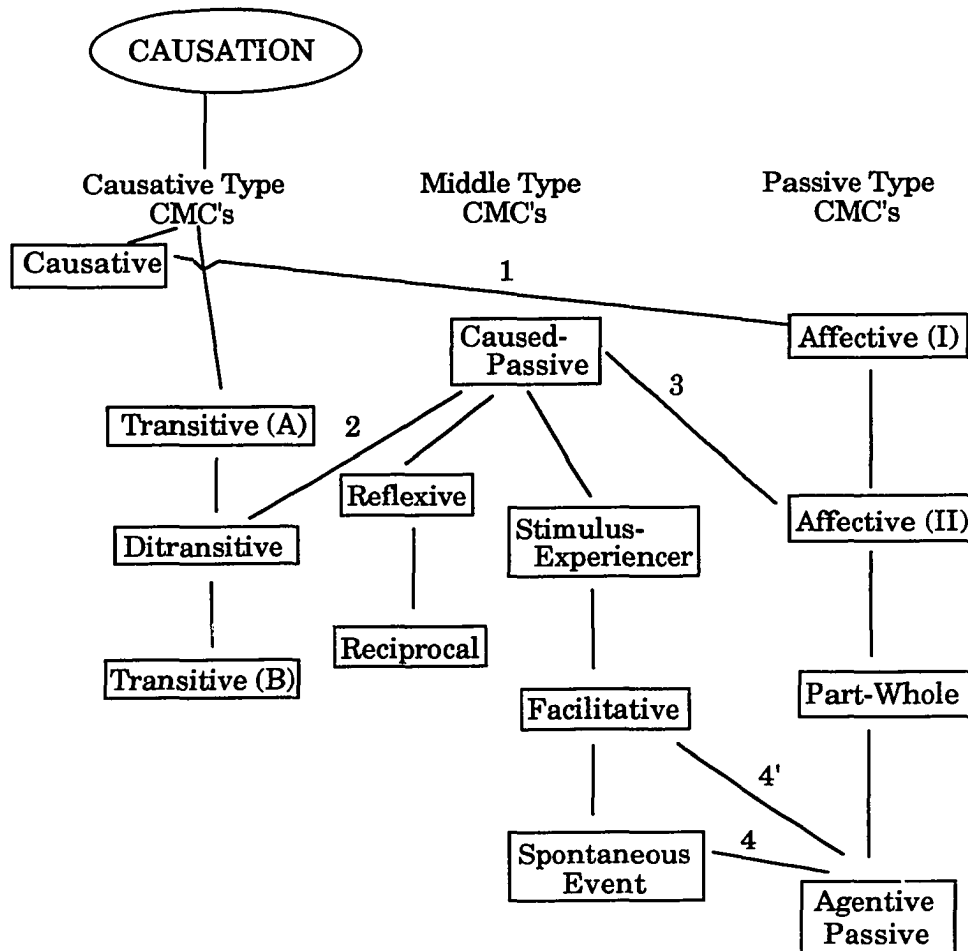 CAUSATION
Causative Type
CMC's
Middle Type
CMC's
Passive Type
CMC's
Causative
1
Affective (I)
Caused-
Passive
3
Transitive (A)
2
Reflexive
Affective (II)
Ditransitive
Stimulus-
Experiencer
Reciprocal
Transitive (B)
Facilitative
Part-Whole
4'
4
Spontaneous
Event
Agentive
Passive